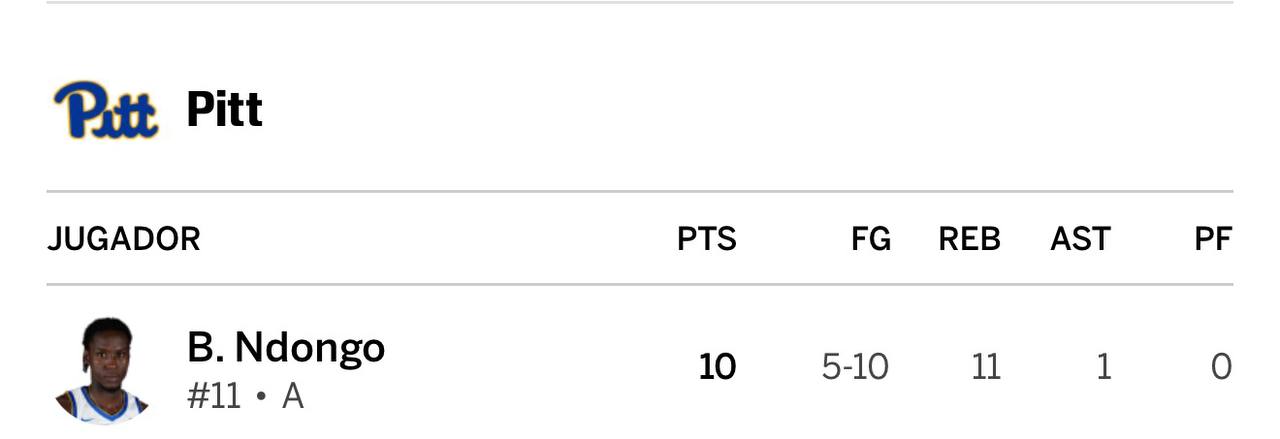 Pitt Pitt
JUGADOR PTS FG REB AST PF
B. Ndongo 10 5-10 11 1 0
#11 • A